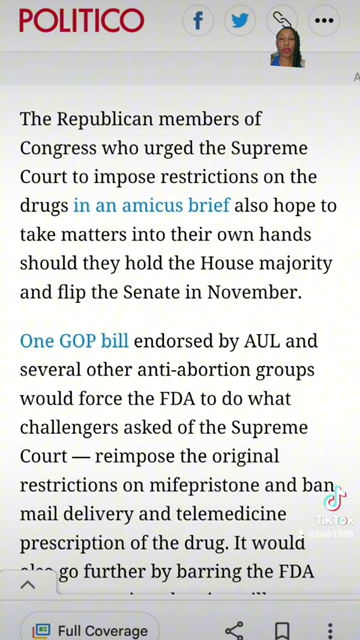 POLITICO
A
The Republican members of
Congress who urged the Supreme
Court to impose restrictions on the
drugs in an amicus brief also hope to
take matters into their own hands
should they hold the House majority
and flip the Senate in November.
One GOP bill endorsed by AUL and
several other anti-abortion groups
would force the FDA to do what
challengers asked of the Supreme
Court — reimpose the original
restrictions on mifepristone and ban
mail delivery and telemedicine
prescription of the drug. It would
also go further by barring the FDA
TikTok
Full Coverage